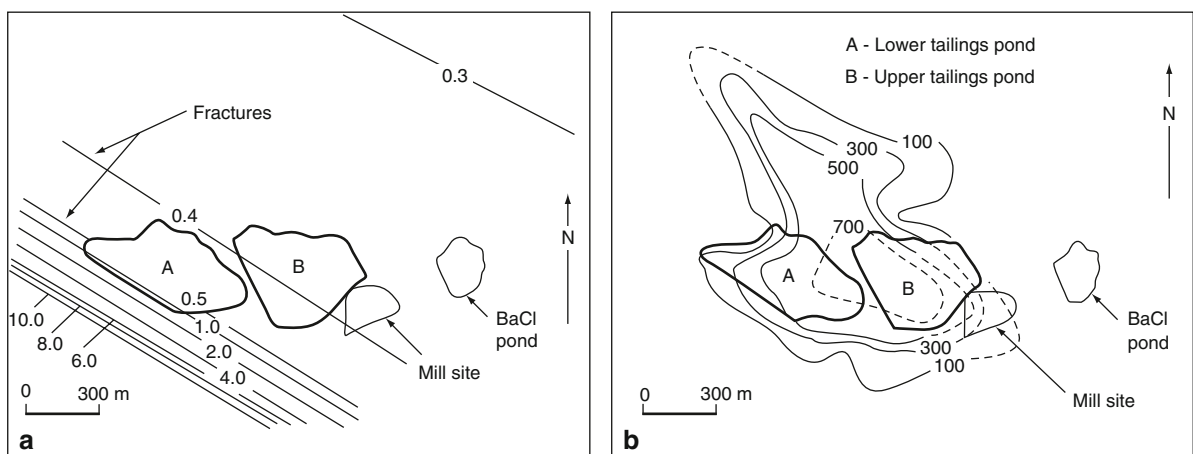 0.3
Fractures
0.4
N
A
B
0.5
1.0
10.0
8.0
6.0
2.0
4.0
BaCl
pond
Mill site
0
300 m
a
A - Lower tailings pond
B - Upper tailings pond
N
300
100
500
700
A
B
BaCl
pond
300
100
Mill site
0
300 m
b